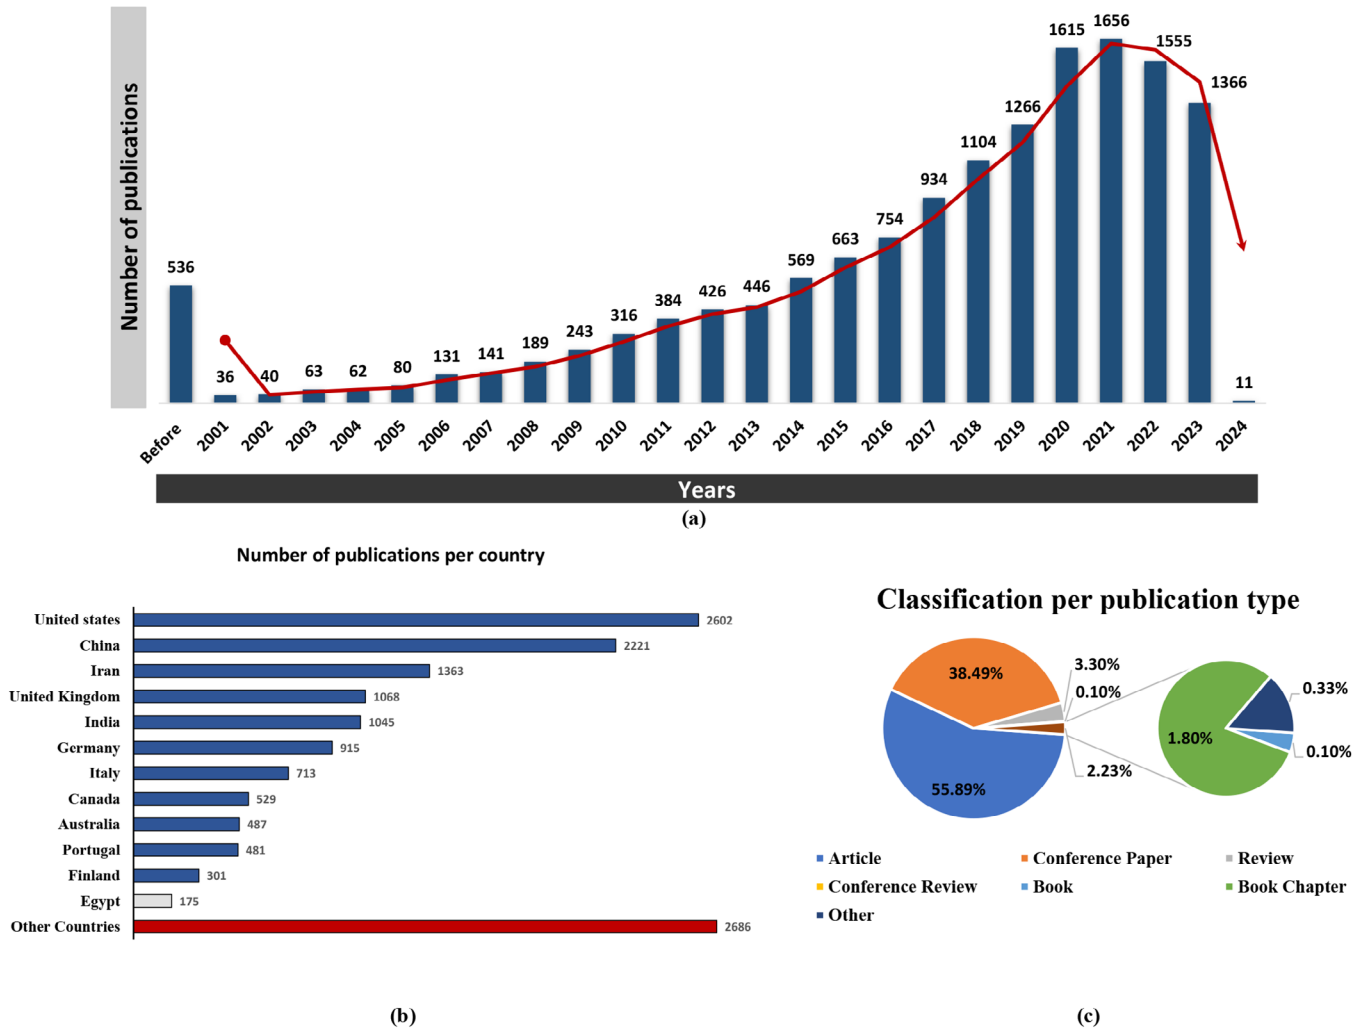 Number of publications
536
36
40
63
62
80
131
141
189
243
316
384
426
446
569
663
754
934
1104
1266
1615
1656
1555
1366
11
Before
2001
2002
2003
2004
2005
2006
2007
2008
2009
2010
2011
2012
2013
2014
2015
2016
2017
2018
2019
2020
2021
2022
2023
2024
Years
(a)
Number of publications per country
United states 2602
China 2221
Iran 1363
United Kingdom 1068
India 1045
Germany 915
Italy 713
Canada 529
Australia 487
Portugal 481
Finland 301
Egypt 175
Other Countries 2686
(b)
Classification per publication type
38.49%
3.30%
0.10%
55.89%
2.23%
1.80%
0.33%
0.10%
Article
Conference Paper
Review
Conference Review
Book
Book Chapter
Other
(c)